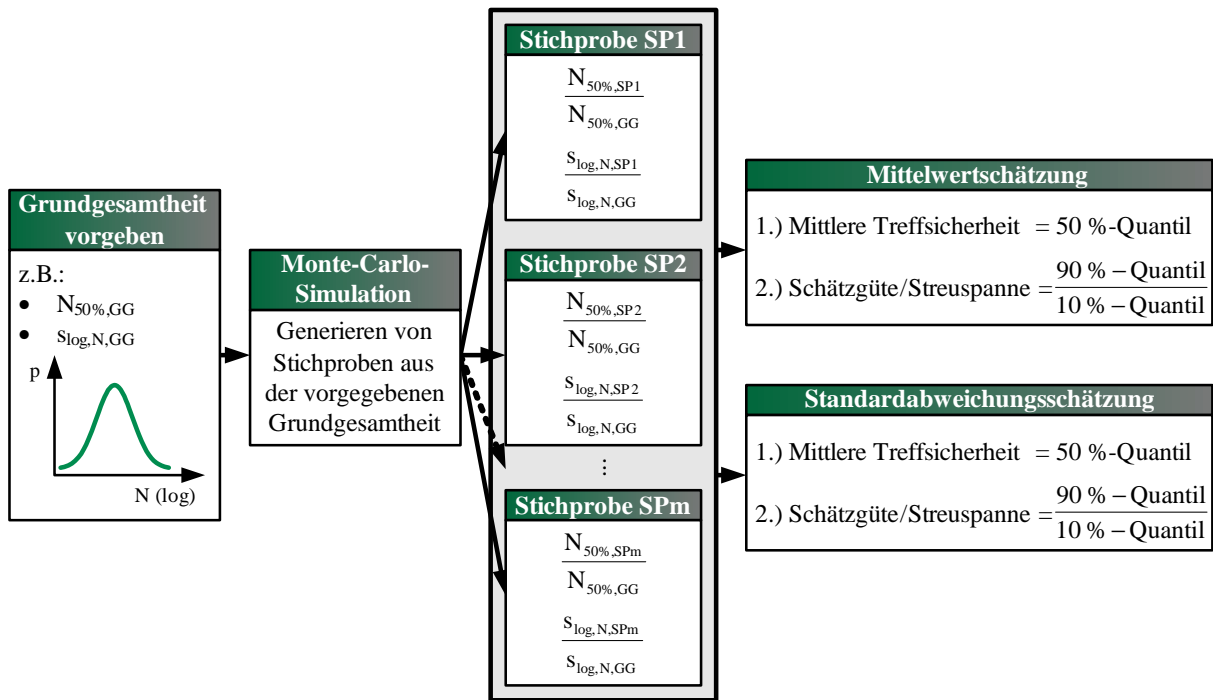 Grundgesamtheit
vorgeben
z.B.:
• N50%,GG
• slog,N,GG
p
N (log)
Monte-Carlo-
Simulation
Generieren von
Stichproben aus
der vorgegebenen
Grundgesamtheit
Stichprobe SP1
N50%,SP1
N50%,GG
slog,N,SP1
slog,N,GG
Stichprobe SP2
N50%,SP2
N50%,GG
slog,N,SP2
slog,N,GG
⋮
Stichprobe SPm
N50%,SPm
N50%,GG
slog,N,SPm
slog,N,GG
Mittelwertschätzung
1.) Mittlere Treffsicherheit = 50 %-Quantil
2.) Schätzgüte/Streuspanne = 90 % − Quantil
10 % − Quantil
Standardabweichungsschätzung
1.) Mittlere Treffsicherheit = 50 %-Quantil
2.) Schätzgüte/Streuspanne = 90 % − Quantil
10 % − Quantil